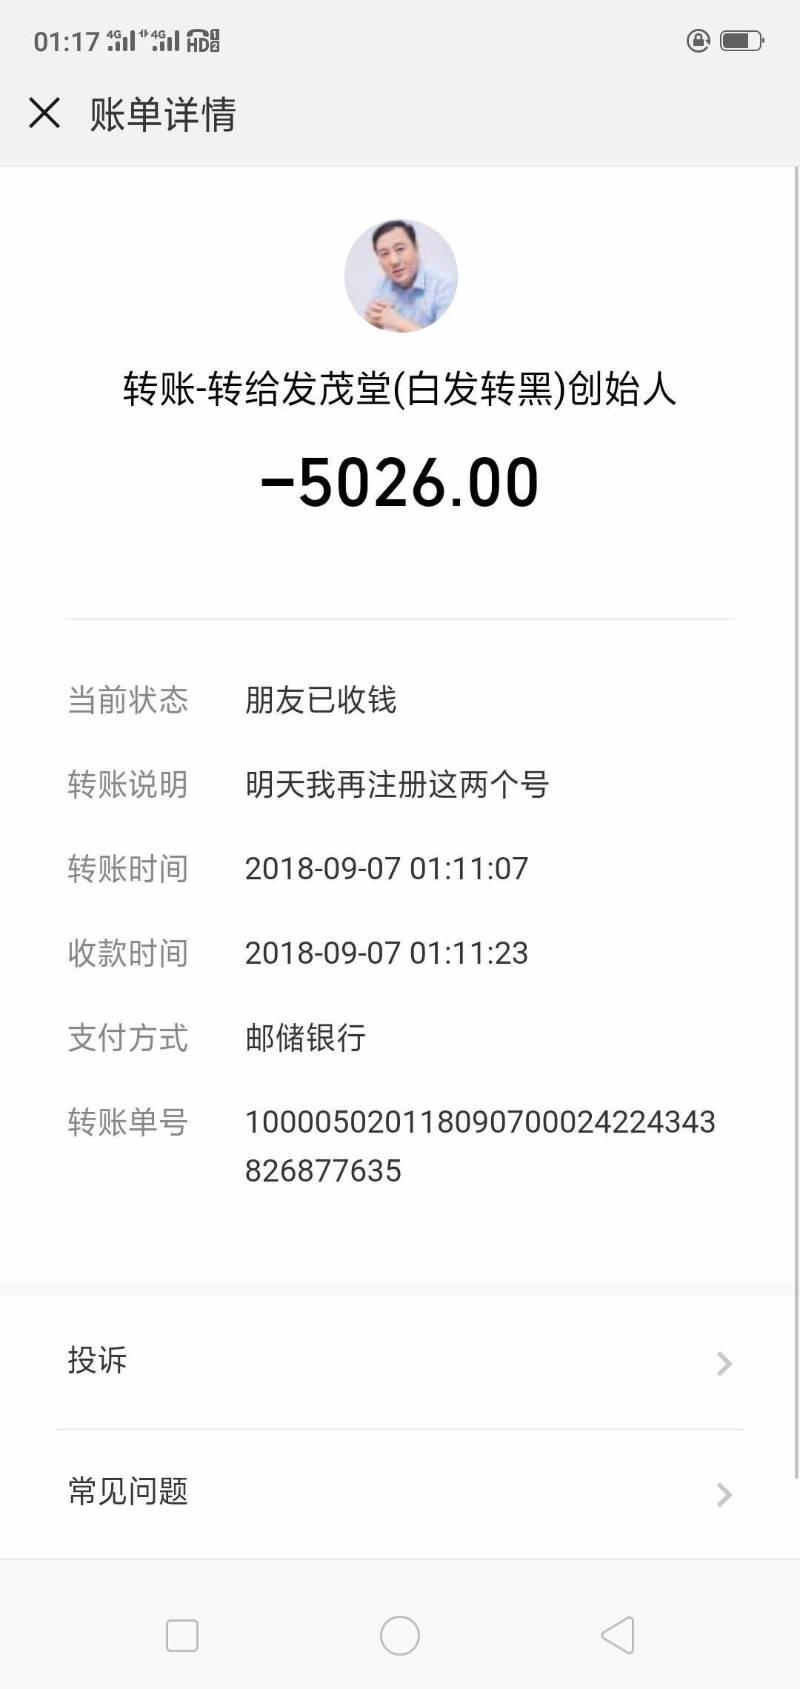 01:17 4G 4G HD 1 2
账单详情
转账-转给发茂堂(白发转黑)创始人
-5026.00
当前状态 朋友已收钱
转账说明 明天我再注册这两个号
转账时间 2018-09-07 01:11:07
收款时间 2018-09-07 01:11:23
支付方式 邮储银行
转账单号 100005020118090700024224343
826877635
投诉
常见问题